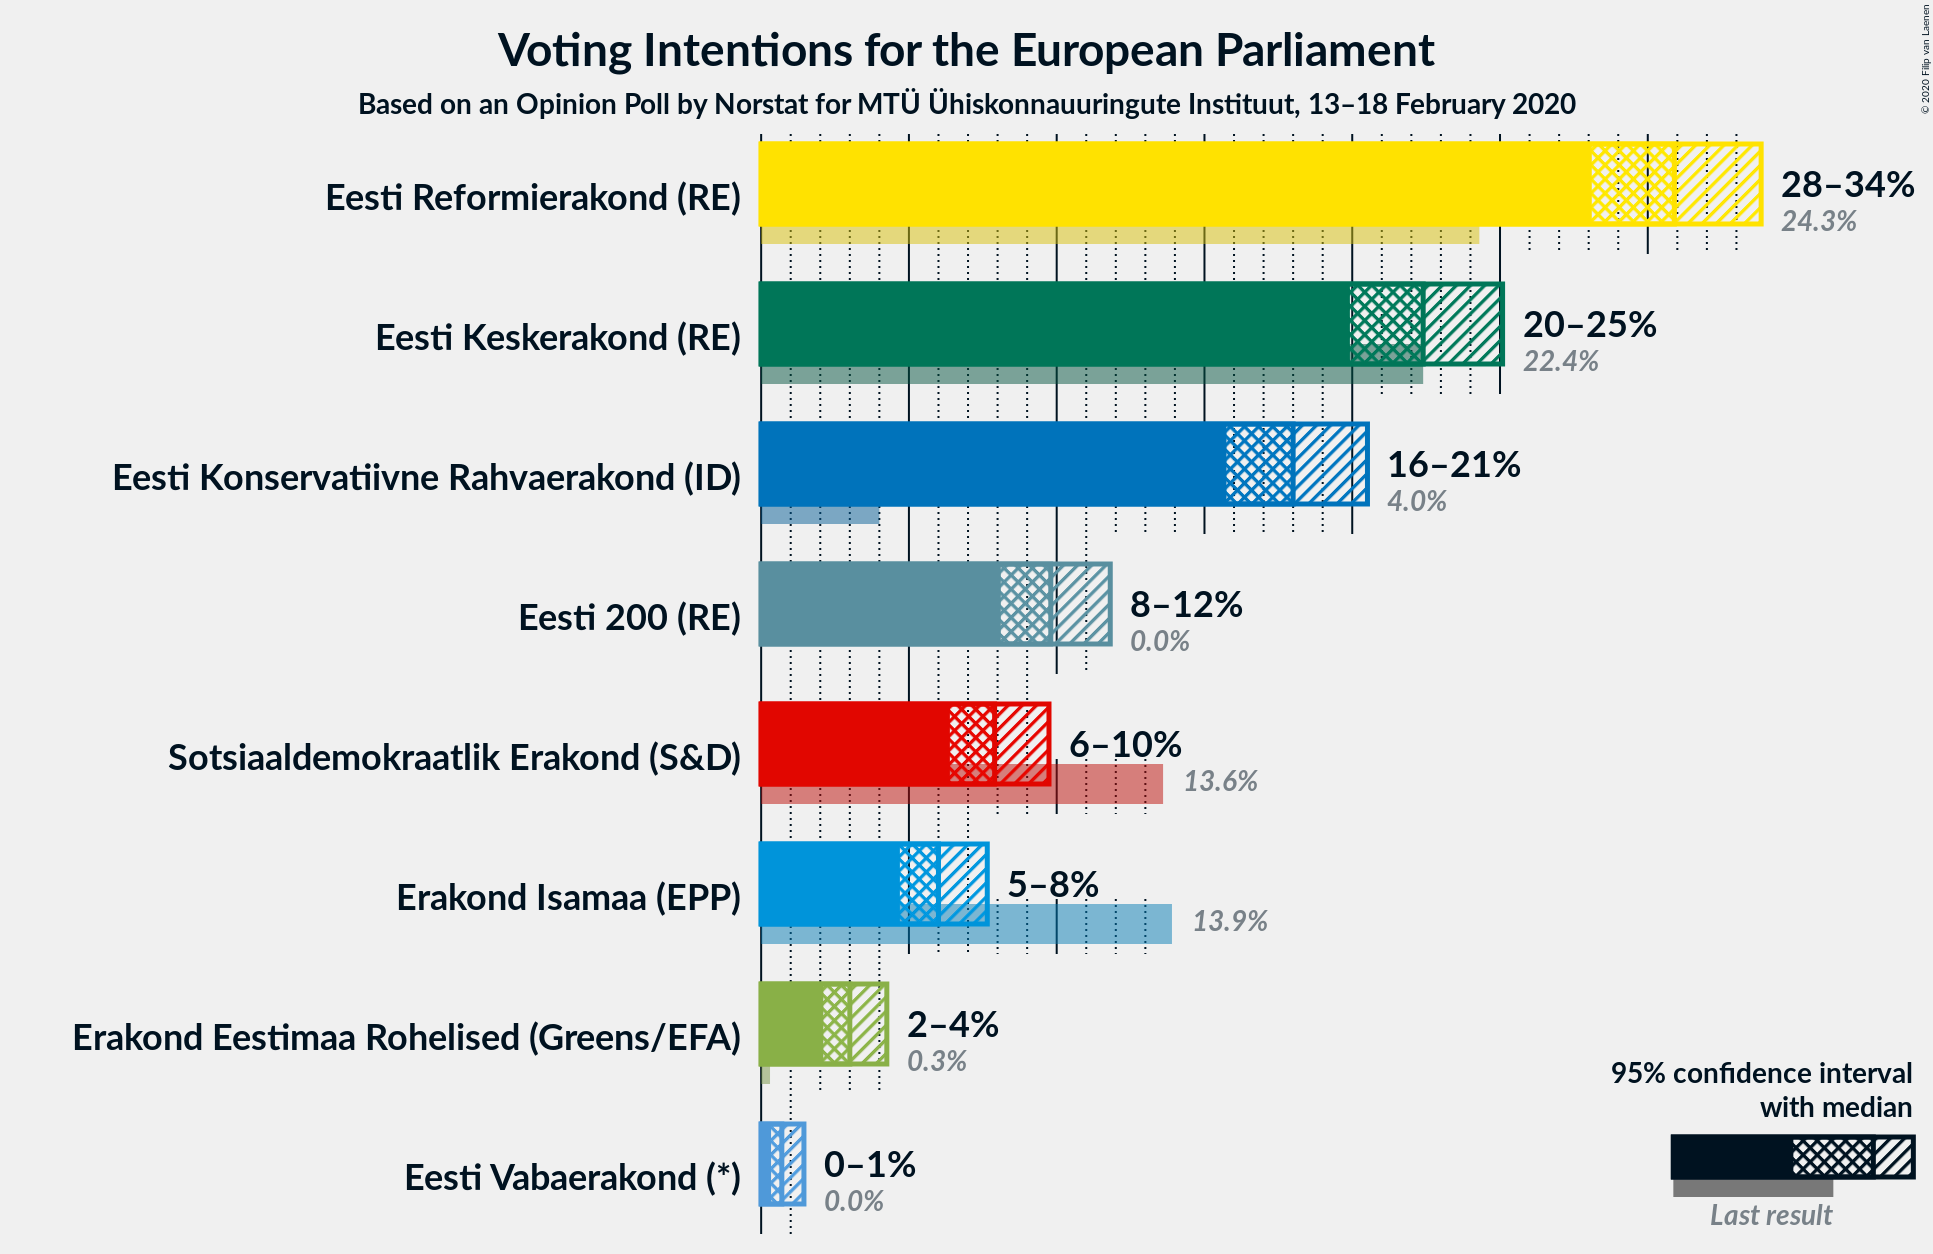 Voting Intentions for the European Parliament
Based on an Opinion Poll by Norstat for MTÜ Ühiskonnauuringute Instituut, 13–18 February 2020
© 2020 Filip van Laenen
Eesti Reformierakond (RE)
28–34%
24.3%
Eesti Keskerakond (RE)
20–25%
22.4%
Eesti Konservatiivne Rahvaerakond (ID)
16–21%
4.0%
Eesti 200 (RE)
8–12%
0.0%
Sotsiaaldemokraatlik Erakond (S&D)
6–10%
13.6%
Erakond Isamaa (EPP)
5–8%
13.9%
Erakond Eestimaa Rohelised (Greens/EFA)
2–4%
0.3%
Eesti Vabaerakond (*)
0–1%
0.0%
95% confidence interval
with median
Last result